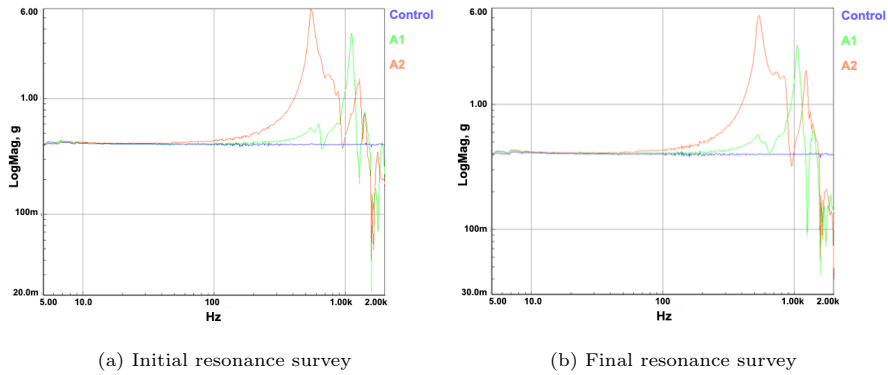 6.00
Control
A1
A2
1.00
LogMag, g
100m
20.0m
5.00 10.0 100 1.00k 2.00k
Hz
(a) Initial resonance survey
6.00
Control
A1
A2
1.00
LogMag, g
100m
30.0m
5.00 10.0 100 1.00k 2.00k
Hz
(b) Final resonance survey